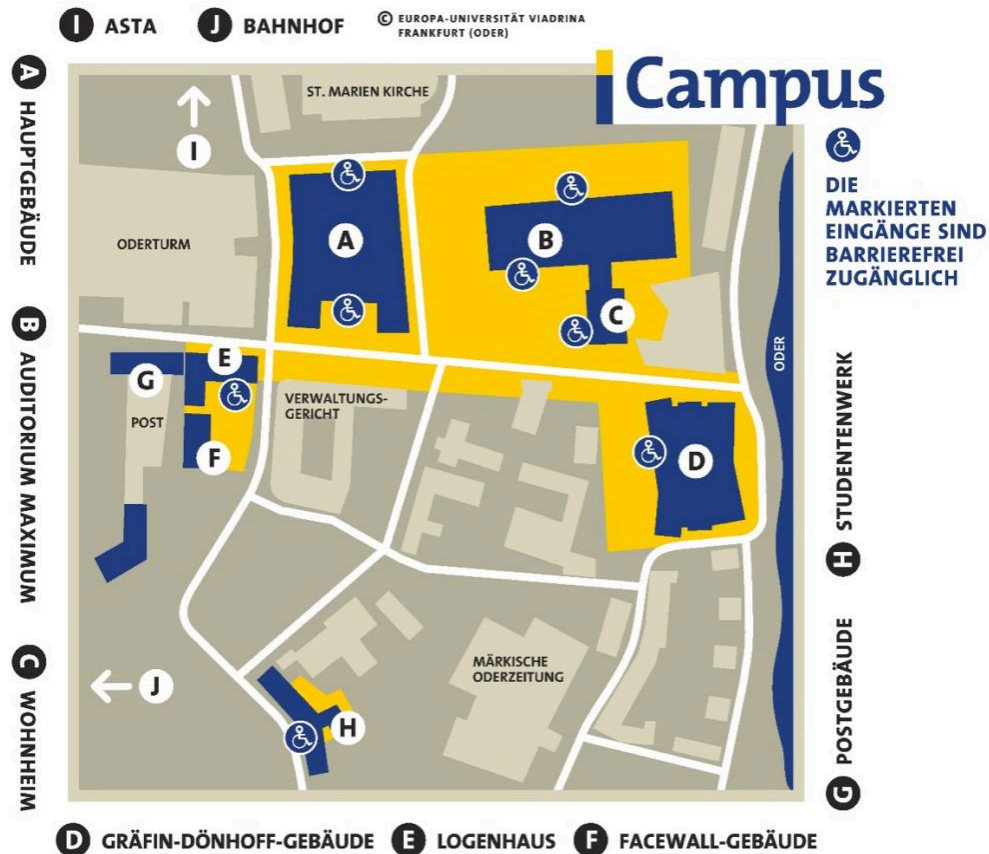 I ASTA
J BAHNHOF
© EUROPA-UNIVERSITÄT VIADRINA
FRANKFURT (ODER)
A HAUPTGEBÄUDE
B AUDITORIUM MAXIMUM
C WOHNHEIM
Campus
DIE
MARKIERTEN
EINGÄNGE SIND
BARRIEREFREI
ZUGÄNGLICH
ST. MARIEN KIRCHE
I
ODERTURM
A
B
C
ODER
G
E
POST
F
VERWALTUNGS-
GERICHT
D
J
MÄRKISCHE
ODERZEITUNG
H
H STUDENTENWERK
G POSTGEBÄUDE
D GRÄFIN-DÖNHOFF-GEBÄUDE
E LOGENHAUS
F FACEWALL-GEBÄUDE